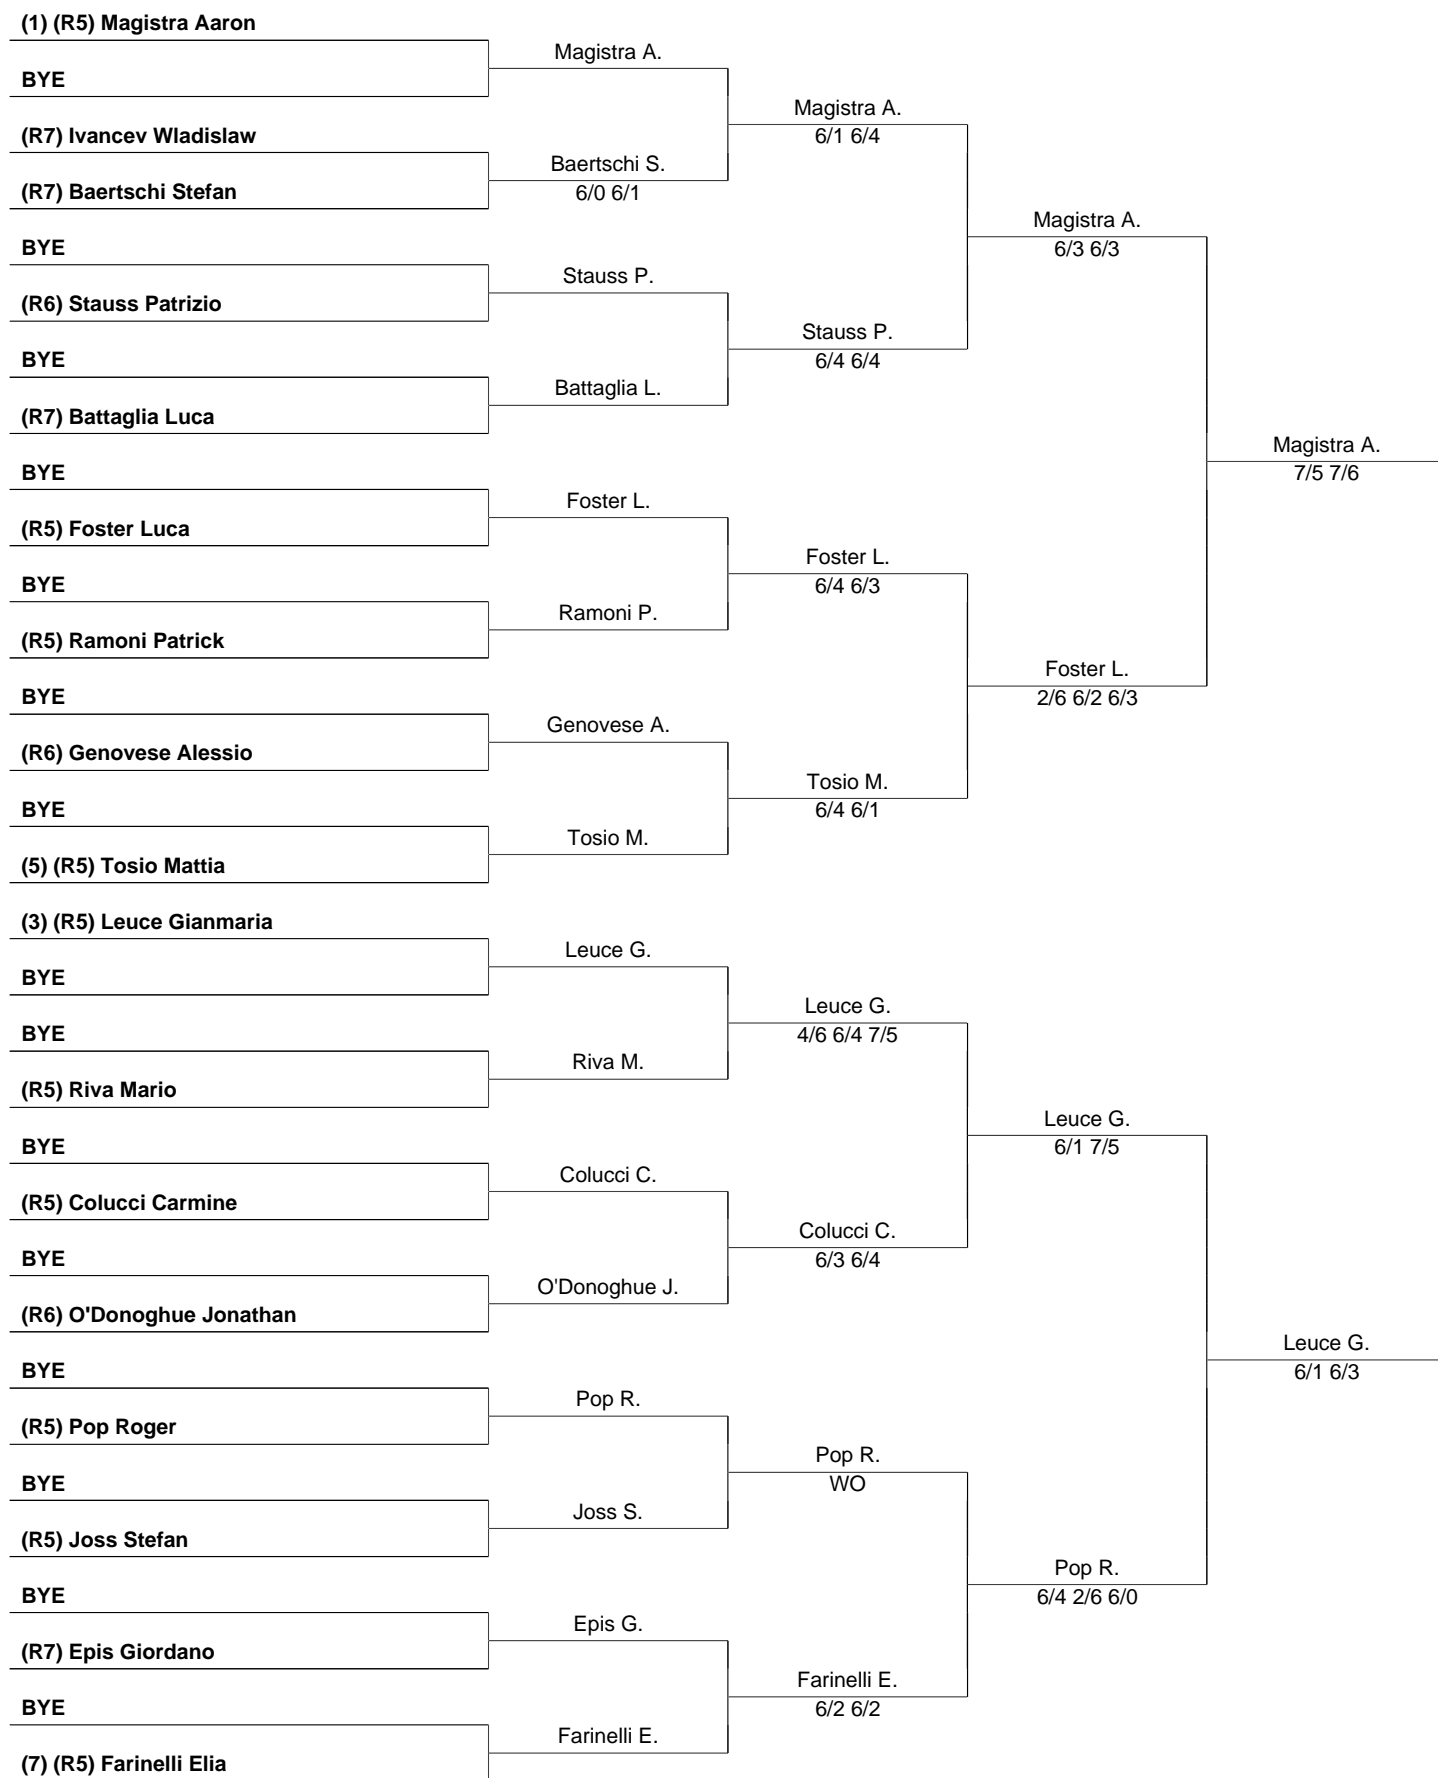 (1) (R5) Magistra Aaron
BYE
(R7) Ivancev Wladislaw
(R7) Baertschi Stefan
BYE
(R6) Stauss Patrizio
BYE
(R7) Battaglia Luca
BYE
(R5) Foster Luca
BYE
(R5) Ramoni Patrick
BYE
(R6) Genovese Alessio
BYE
(5) (R5) Tosio Mattia
(3) (R5) Leuce Gianmaria
BYE
BYE
(R5) Riva Mario
BYE
(R5) Colucci Carmine
BYE
(R6) O'Donoghue Jonathan
BYE
(R5) Pop Roger
BYE
(R5) Joss Stefan
BYE
(R7) Epis Giordano
BYE
(7) (R5) Farinelli Elia
Magistra A.
Baertschi S.
6/0 6/1
Stauss P.
Battaglia L.
Foster L.
Ramoni P.
Genovese A.
Tosio M.
Leuce G.
Riva M.
Colucci C.
O'Donoghue J.
Pop R.
Joss S.
Epis G.
Farinelli E.
Magistra A.
6/1 6/4
Stauss P.
6/4 6/4
Foster L.
6/4 6/3
Tosio M.
6/4 6/1
Leuce G.
4/6 6/4 7/5
Colucci C.
6/3 6/4
Pop R.
WO
Farinelli E.
6/2 6/2
Magistra A.
6/3 6/3
Foster L.
2/6 6/2 6/3
Leuce G.
6/1 7/5
Pop R.
6/4 2/6 6/0
Magistra A.
7/5 7/6
Leuce G.
6/1 6/3